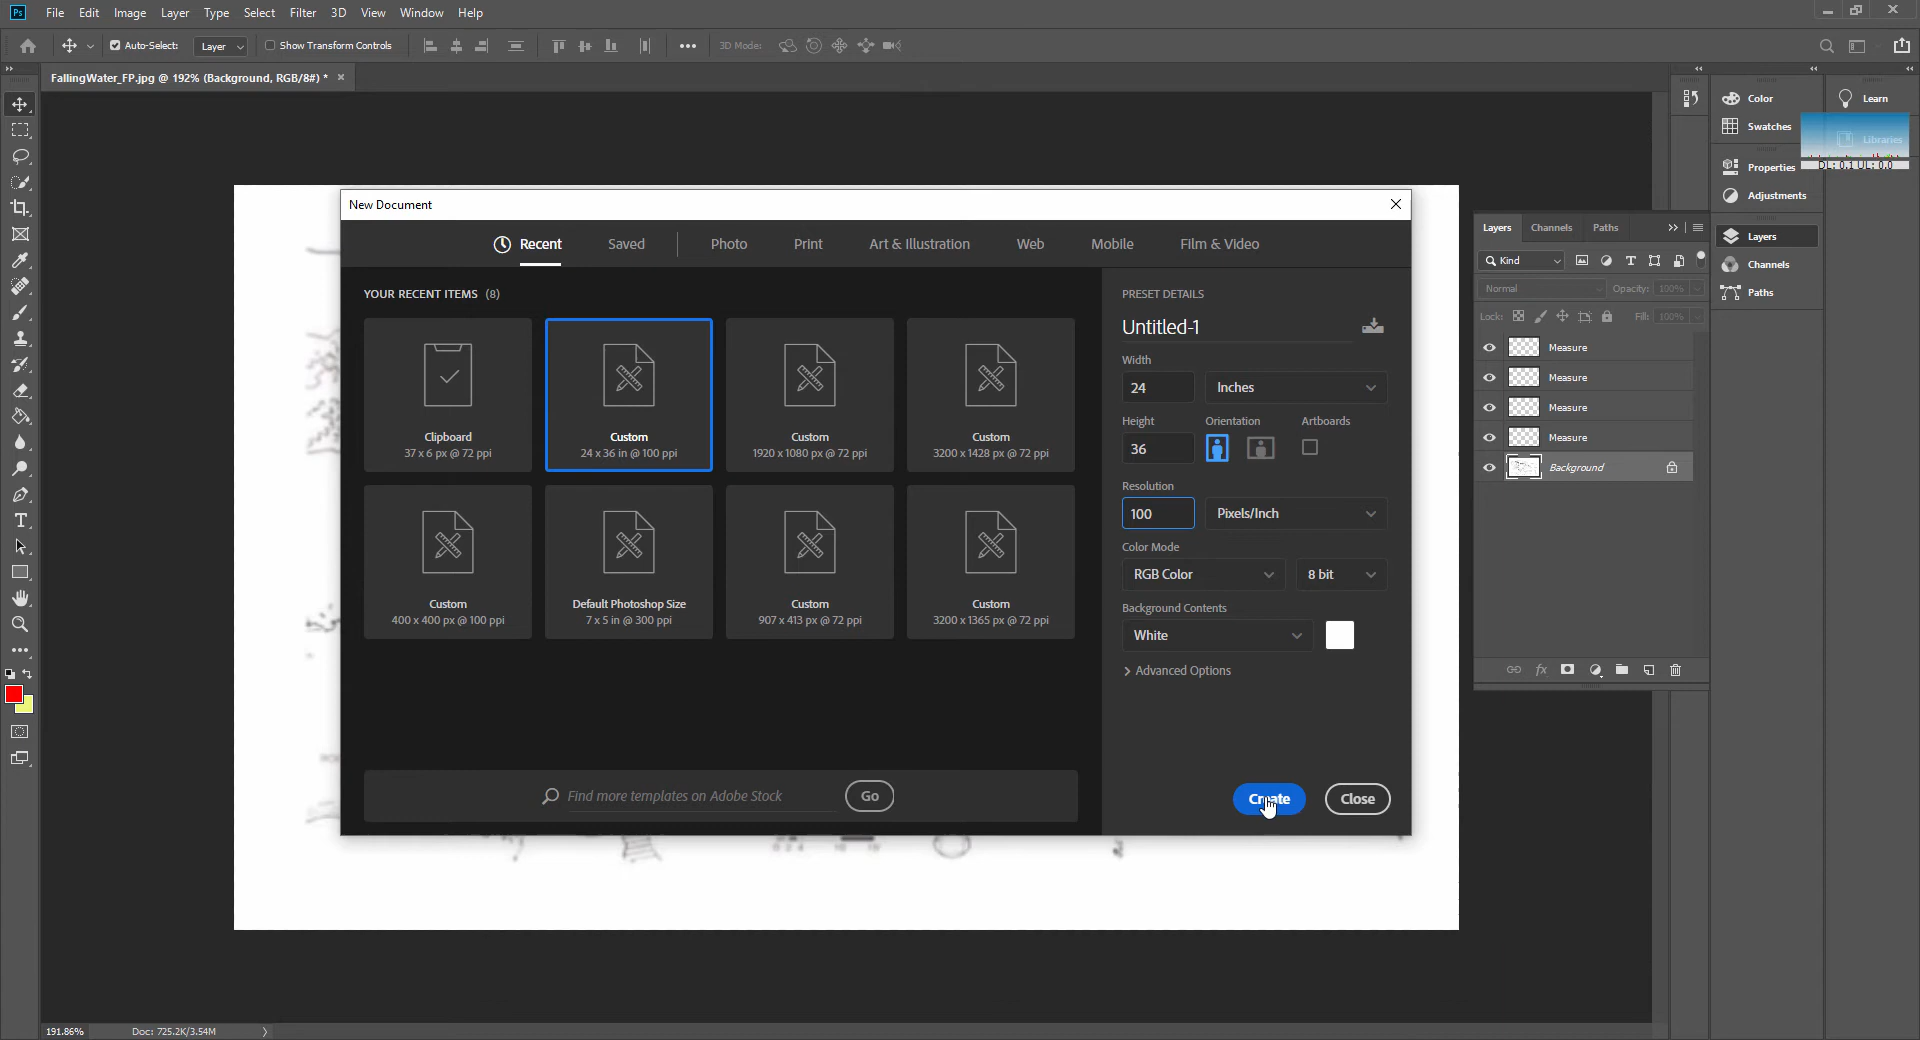 Ps File Edit Image Layer Type Select Filter 3D View Window Help
Auto-Select: Layer Show Transform Controls 3D Mode:
FallingWater_FP.jpg @ 192% (Background, RGB/8#) * ×
New Document
Recent Saved Photo Print Art & Illustration Web Mobile Film & Video
YOUR RECENT ITEMS (8)
Clipboard
37 x 6 px @ 72 ppi
Custom
24 x 36 in @ 100 ppi
Custom
1920 x 1080 px @ 72 ppi
Custom
3200 x 1428 px @ 72 ppi
Custom
400 x 400 px @ 100 ppi
Default Photoshop Size
7 x 5 in @ 300 ppi
Custom
907 x 413 px @ 72 ppi
Custom
3200 x 1365 px @ 72 ppi
Find more templates on Adobe Stock Go
PRESET DETAILS
Untitled-1
Width
24 Inches
Height Orientation Artboards
36
Resolution
100 Pixels/Inch
Color Mode
RGB Color 8 bit
Background Contents
White
Advanced Options
Create Close
Color
Swatches
Properties
Adjustments
Layers
Channels
Paths
Learn
Libraries
DL: 0.1 UL: 0.0
Layers Channels Paths
Kind
Normal Opacity: 100%
Lock: Fill: 100%
Measure
Measure
Measure
Measure
Background
fx
191.86% Doc: 725.2K/3.54M